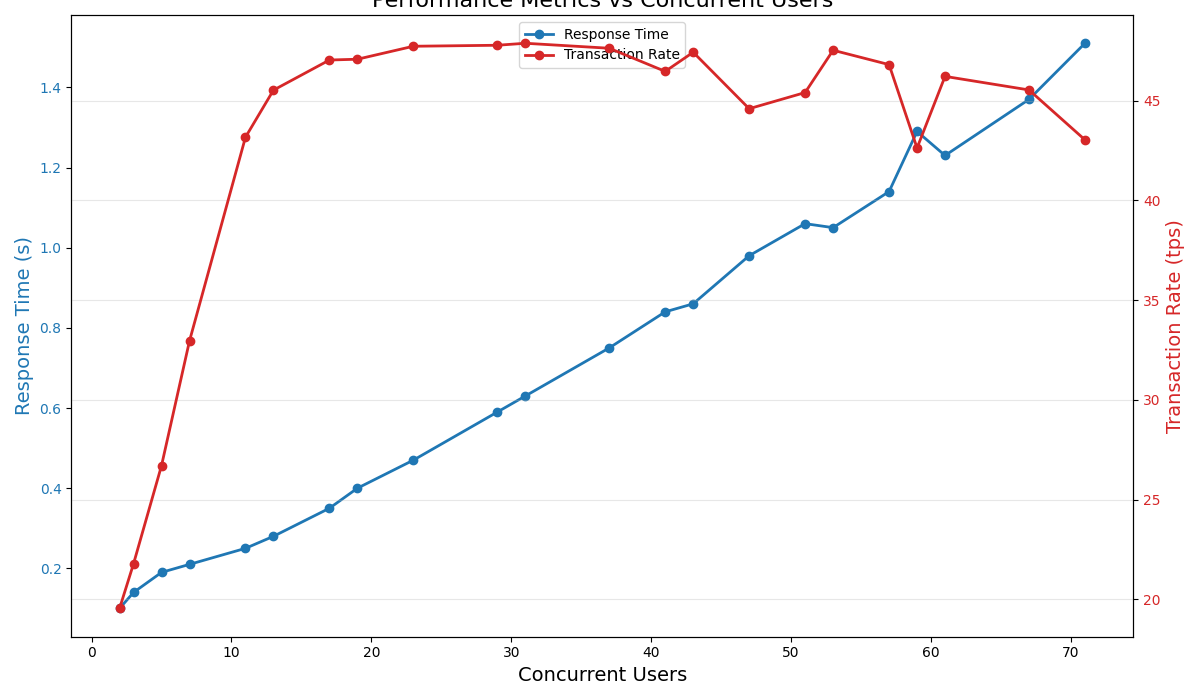 Performance Metrics vs Concurrent Users
Response Time
Transaction Rate
Response Time (s)
1.4
1.2
1.0
0.8
0.6
0.4
0.2
45
40
35
30
25
20
Transaction Rate (tps)
0 10 20 30 40 50 60 70
Concurrent Users